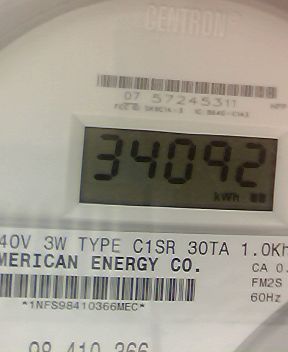 CENTRON
07 57245311
34092
kWh
40V 3W TYPE C1SR 30TA 1.0Kh
MERICAN ENERGY CO.
CA 0.
FM2S
*1NFS98410366MEC*
60Hz
98 410 366